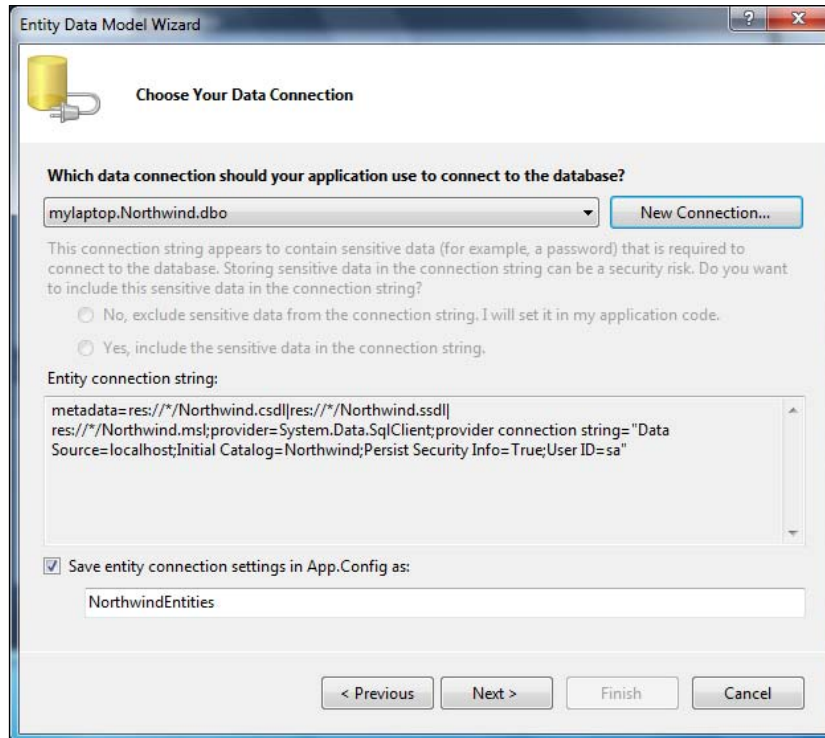 Entity Data Model Wizard
?
X
Choose Your Data Connection
Which data connection should your application use to connect to the database?
mylaptop.Northwind.dbo
New Connection...
This connection string appears to contain sensitive data (for example, a password) that is required to
connect to the database. Storing sensitive data in the connection string can be a security risk. Do you want
to include this sensitive data in the connection string?
No, exclude sensitive data from the connection string. I will set it in my application code.
Yes, include the sensitive data in the connection string.
Entity connection string:
metadata=res://*/Northwind.csdl|res://*/Northwind.ssdl|
res://*/Northwind.msl;provider=System.Data.SqlClient;provider connection string="Data
Source=localhost;Initial Catalog=Northwind;Persist Security Info=True;User ID=sa"
Save entity connection settings in App.Config as:
NorthwindEntities
< Previous
Next >
Finish
Cancel